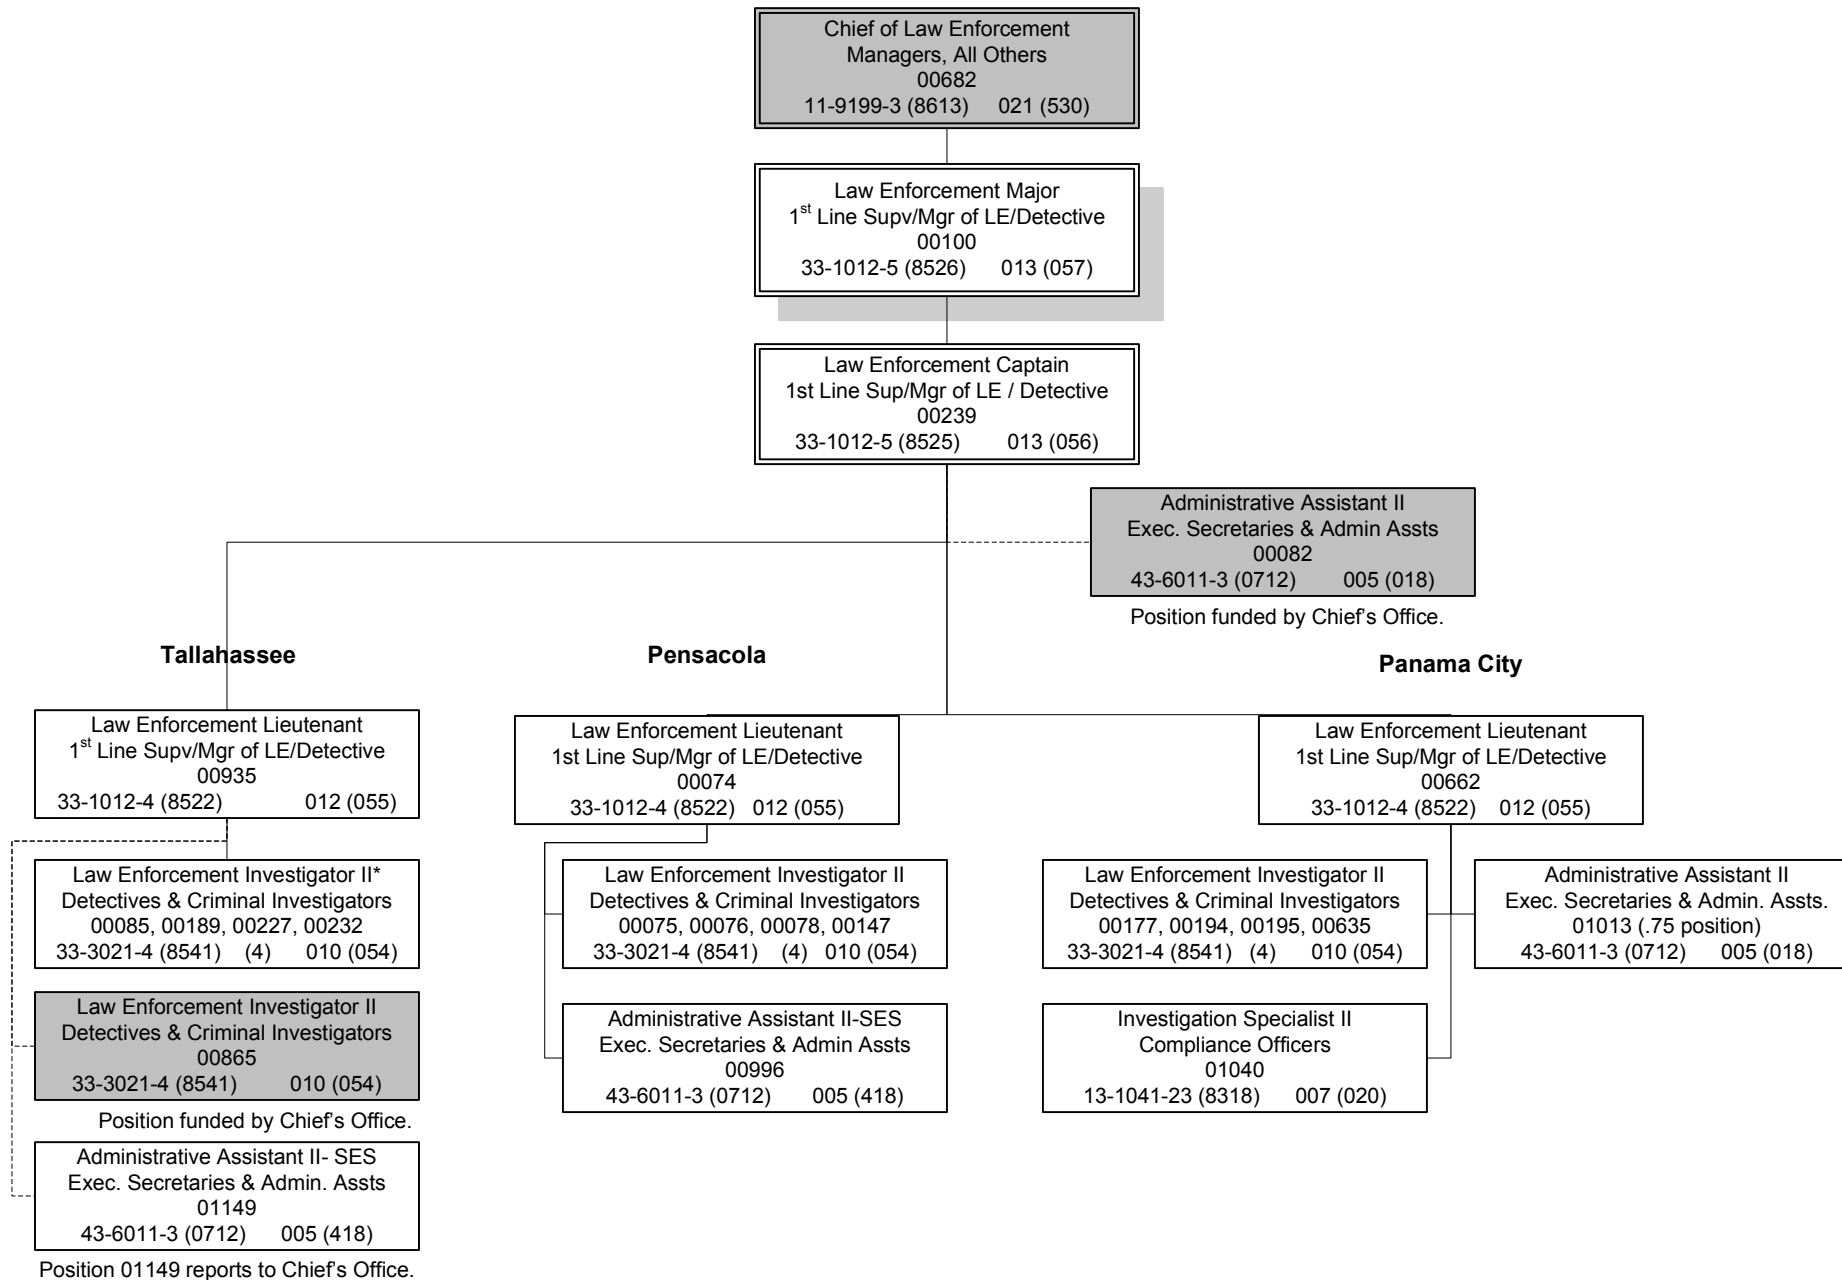 Chief of Law Enforcement
Managers, All Others
00682
11-9199-3 (8613) 021 (530)
Law Enforcement Major
1st Line Supv/Mgr of LE/Detective
00100
33-1012-5 (8526) 013 (057)
Law Enforcement Captain
1st Line Sup/Mgr of LE / Detective
00239
33-1012-5 (8525) 013 (056)
Administrative Assistant II
Exec. Secretaries & Admin Assts
00082
43-6011-3 (0712) 005 (018)
Position funded by Chief's Office.
Tallahassee
Law Enforcement Lieutenant
1st Line Supv/Mgr of LE/Detective
00935
33-1012-4 (8522) 012 (055)
Law Enforcement Investigator II*
Detectives & Criminal Investigators
00085, 00189, 00227, 00232
33-3021-4 (8541) (4) 010 (054)
Law Enforcement Investigator II
Detectives & Criminal Investigators
00865
33-3021-4 (8541) 010 (054)
Position funded by Chief's Office.
Administrative Assistant II- SES
Exec. Secretaries & Admin. Assts
01149
43-6011-3 (0712) 005 (418)
Position 01149 reports to Chief's Office.
Pensacola
Law Enforcement Lieutenant
1st Line Sup/Mgr of LE/Detective
00074
33-1012-4 (8522) 012 (055)
Law Enforcement Investigator II
Detectives & Criminal Investigators
00075, 00076, 00078, 00147
33-3021-4 (8541) (4) 010 (054)
Administrative Assistant II-SES
Exec. Secretaries & Admin Assts
00996
43-6011-3 (0712) 005 (418)
Panama City
Law Enforcement Lieutenant
1st Line Sup/Mgr of LE/Detective
00662
33-1012-4 (8522) 012 (055)
Law Enforcement Investigator II
Detectives & Criminal Investigators
00177, 00194, 00195, 00635
33-3021-4 (8541) (4) 010 (054)
Administrative Assistant II
Exec. Secretaries & Admin. Assts.
01013 (.75 position)
43-6011-3 (0712) 005 (018)
Investigation Specialist II
Compliance Officers
01040
13-1041-23 (8318) 007 (020)